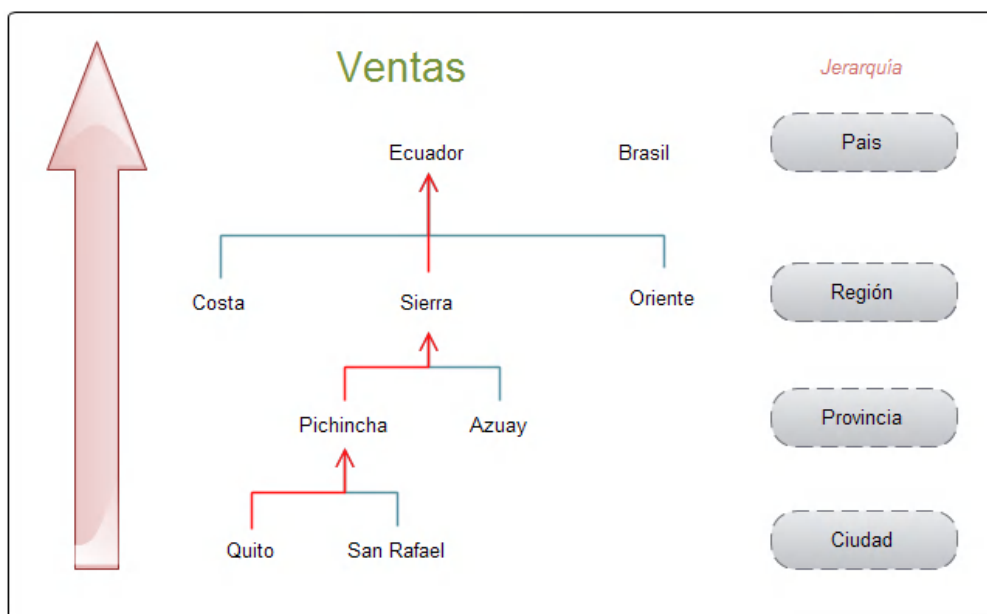 Ventas
Jerarquía
Ecuador
Brasil
Pais
Costa
Sierra
Oriente
Región
Pichincha
Azuay
Provincia
Quito
San Rafael
Ciudad